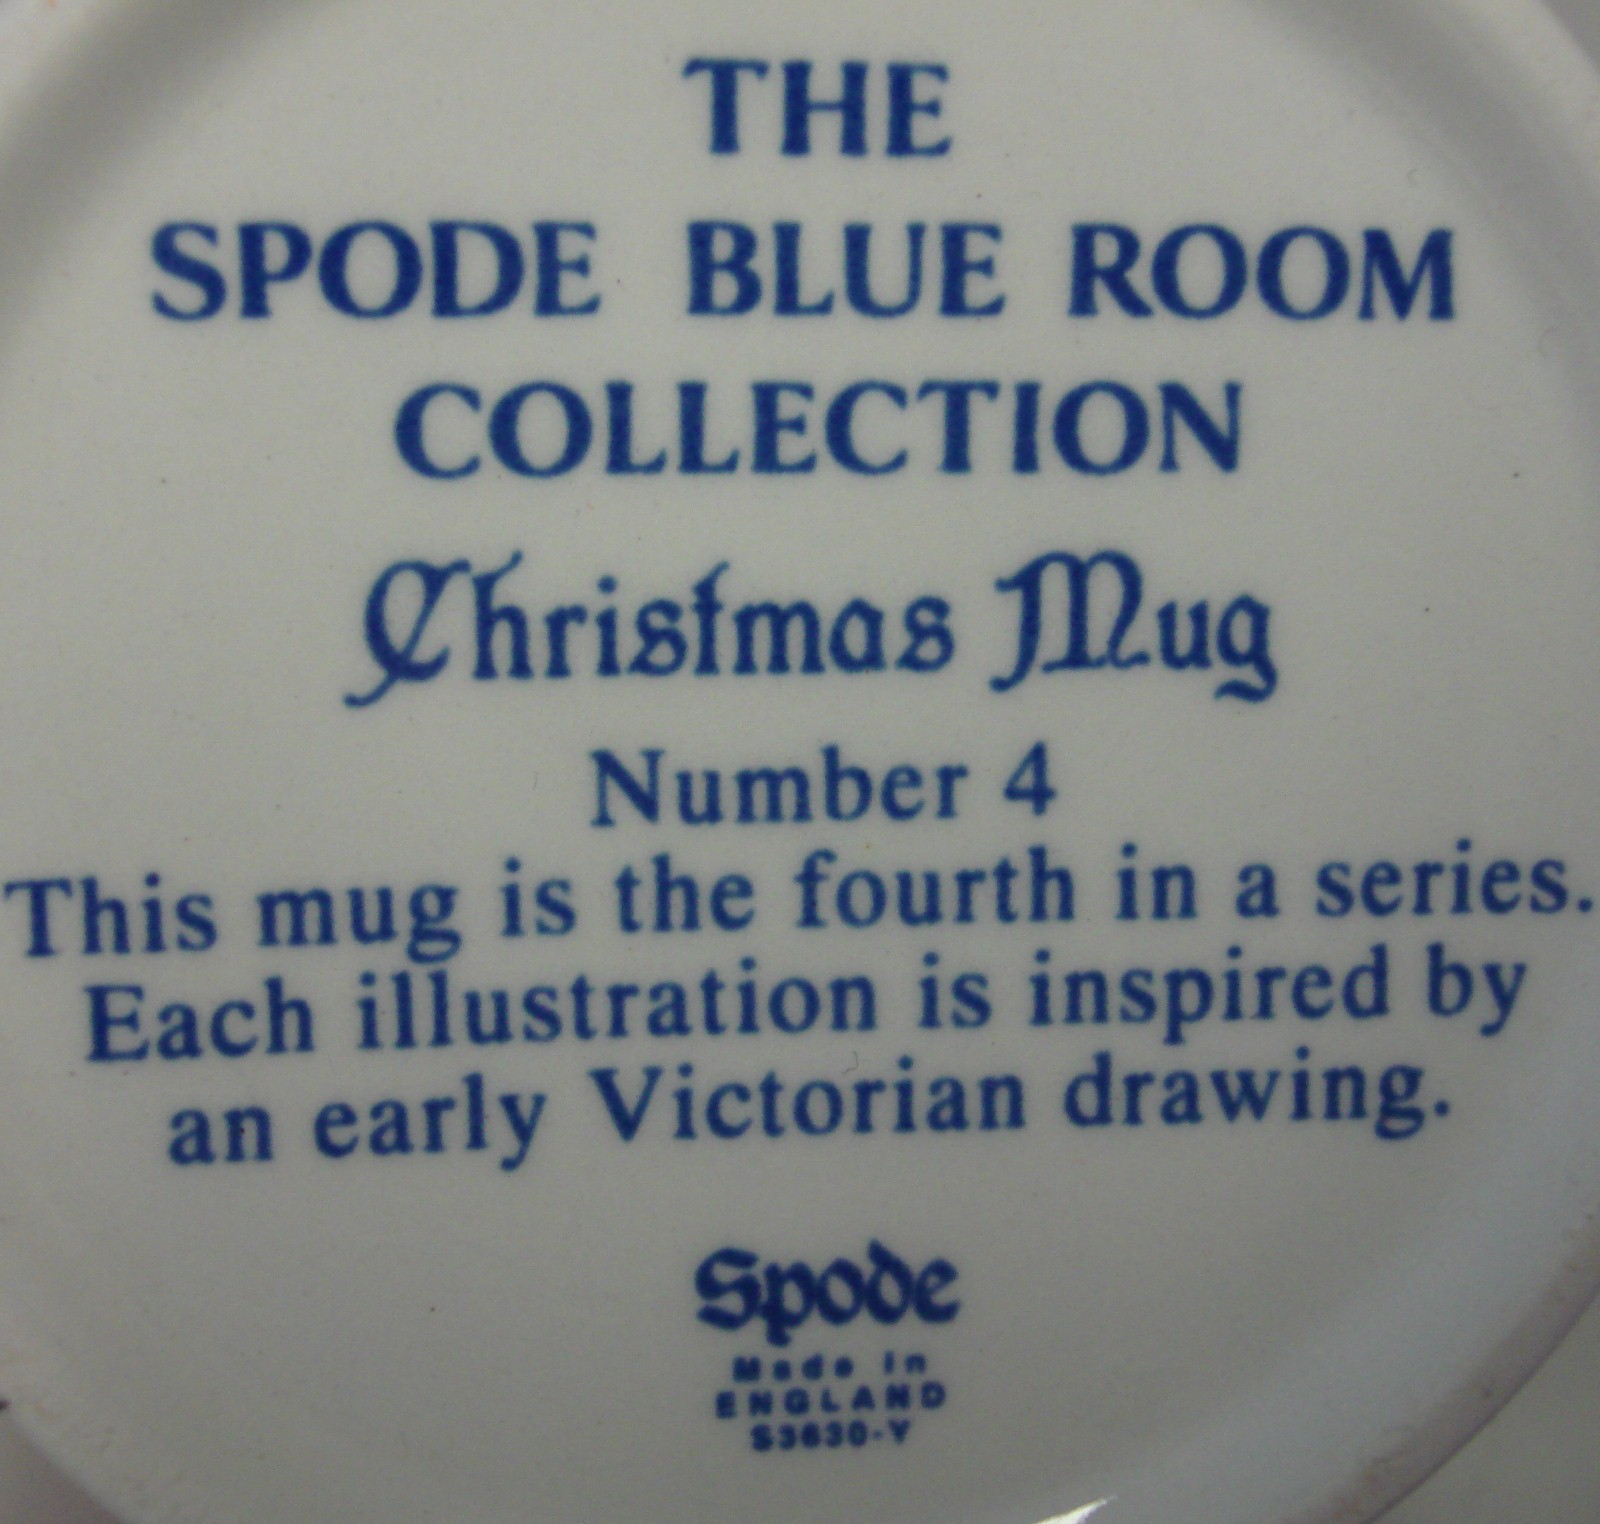 THE
SPODE BLUE ROOM
COLLECTION
Christmas Mug
Number 4
This mug is the fourth in a series.
Each illustration is inspired by
an early Victorian drawing.
Spode
Made in
ENGLAND
S3630-Y